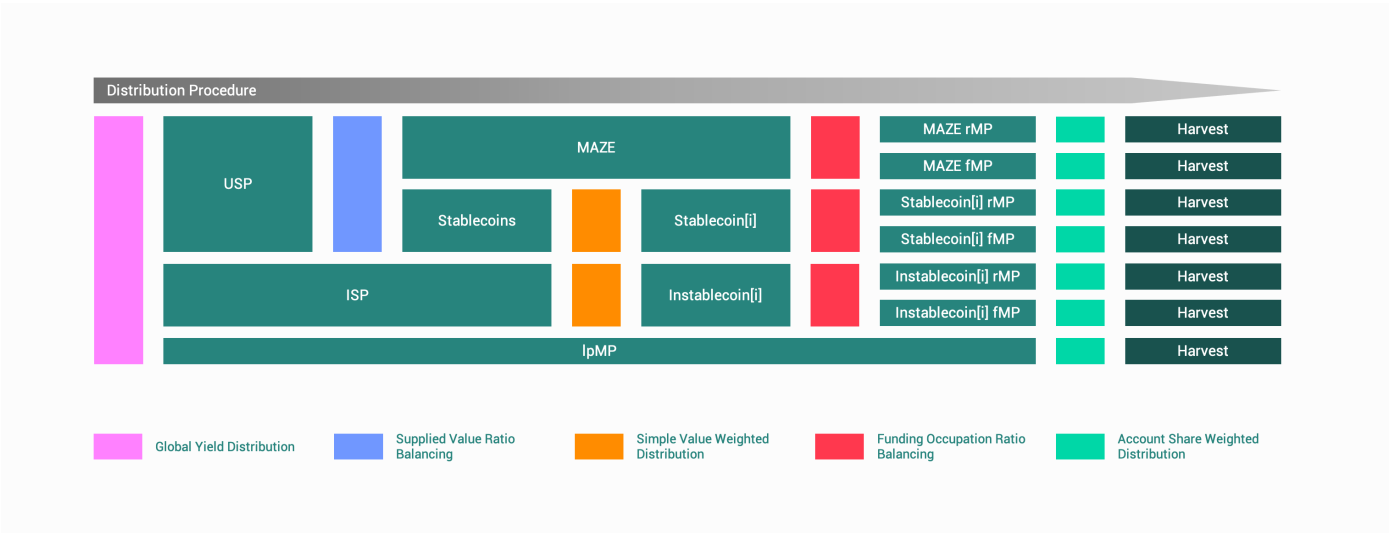 Distribution Procedure
USP
MAZE
Stablecoins
Stablecoin[i]
ISP
Instablecoin[i]
lpMP
MAZE rMP
Harvest
MAZE fMP
Harvest
Stablecoin[i] rMP
Harvest
Stablecoin[i] fMP
Harvest
Instablecoin[i] rMP
Harvest
Instablecoin[i] fMP
Harvest
Harvest
Global Yield Distribution
Supplied Value Ratio
Balancing
Simple Value Weighted
Distribution
Funding Occupation Ratio
Balancing
Account Share Weighted
Distribution